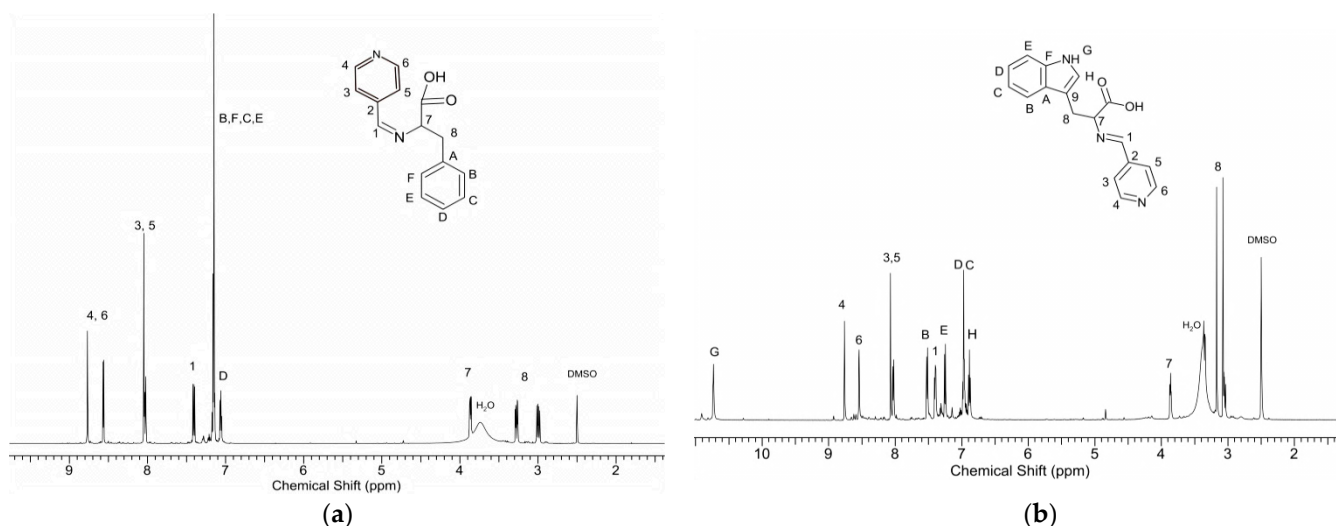 N
4
6
OH
3
5
O
2
7
1
N
8
A
F
B
E
C
D
B,F,C,E
3, 5
4, 6
1
D
7
H₂O
8
DMSO
9 8 7 6 5 4 3 2
Chemical Shift (ppm)
(a)
E
F
NH
G
D
H
O
C
A
9
OH
B
8
7
N
1
2
5
3
6
4
N
8
DMSO
D C
3,5
4
H₂O
6
B
1
E
H
G
7
10 9 8 7 6 5 4 3 2
Chemical Shift (ppm)
(b)